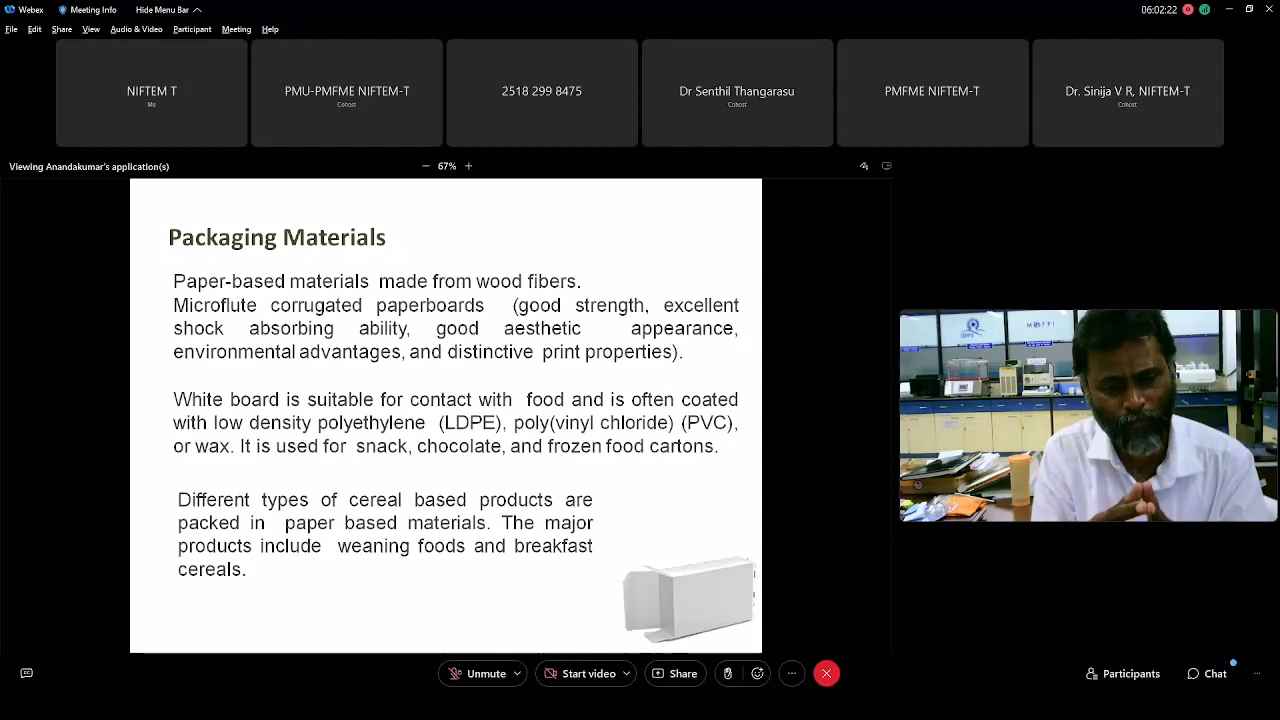 Webex
Meeting Info
Hide Menu Bar
06:02:22
File Edit Share View Audio & Video Participant Meeting Help
NIFTEM T
Me
PMU-PMFME NIFTEM-T
Cohost
2518 299 8475
Dr Senthil Thangarasu
Cohost
PMFME NIFTEM-T
Dr. Sinija V R, NIFTEM-T
Cohost
Viewing Anandakumar's application(s)
67%
Packaging Materials
Paper-based materials made from wood fibers.
Microflute corrugated paperboards (good strength, excellent
shock absorbing ability, good aesthetic appearance,
environmental advantages, and distinctive print properties).
White board is suitable for contact with food and is often coated
with low density polyethylene (LDPE), poly(vinyl chloride) (PVC),
or wax. It is used for snack, chocolate, and frozen food cartons.
Different types of cereal based products are
packed in paper based materials. The major
products include weaning foods and breakfast
cereals.
Unmute
Start video
Share
Participants
Chat